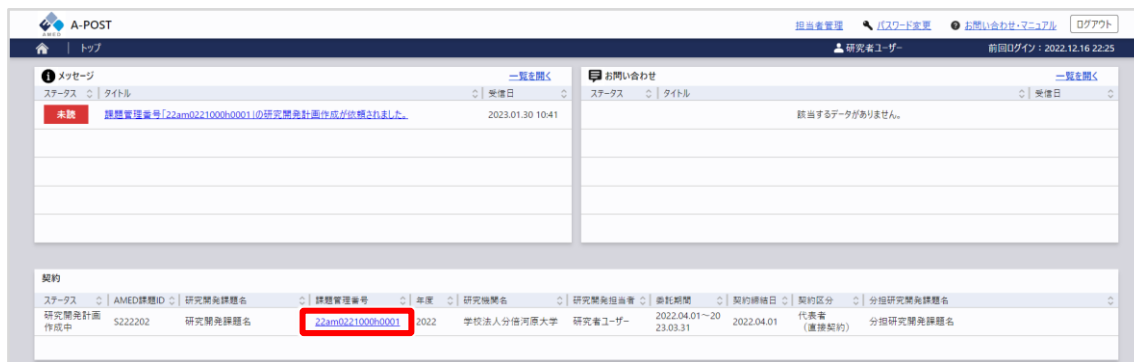 AMED A-POST 担当者管理 パスワード変更 お問い合わせ・マニュアル ログアウト
トップ 研究者ユーザー 前回ログイン：2022.12.16 22:25
メッセージ 一覧を開く
ステータス タイトル 受信日
未読 課題管理番号「22am0221000h0001」の研究開発計画作成が依頼されました。 2023.01.30 10:41
お問い合わせ 一覧を開く
ステータス タイトル 受信日
該当するデータがありません。
契約
ステータス AMED課題ID 研究開発課題名 課題管理番号 年度 研究機関名 研究開発担当者 委託期間 契約締結日 契約区分 分担研究開発課題名
研究開発計画作成中 S222202 研究開発課題名 22am0221000h0001 2022 学校法人分倍河原大学 研究者ユーザー 2022.04.01～2023.03.31 2022.04.01 代表者（直接契約） 分担研究開発課題名